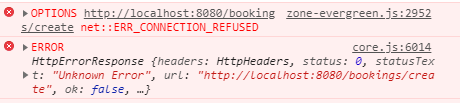 ▶ OPTIONS http://localhost:8080/booking zone-evergreen.js:2952
s/create net::ERR_CONNECTION_REFUSED
▶ ERROR core.js:6014
HttpErrorResponse {headers: HttpHeaders, status: 0, statusTex
t: "Unknown Error", url: "http://localhost:8080/bookings/crea
te", ok: false, …}